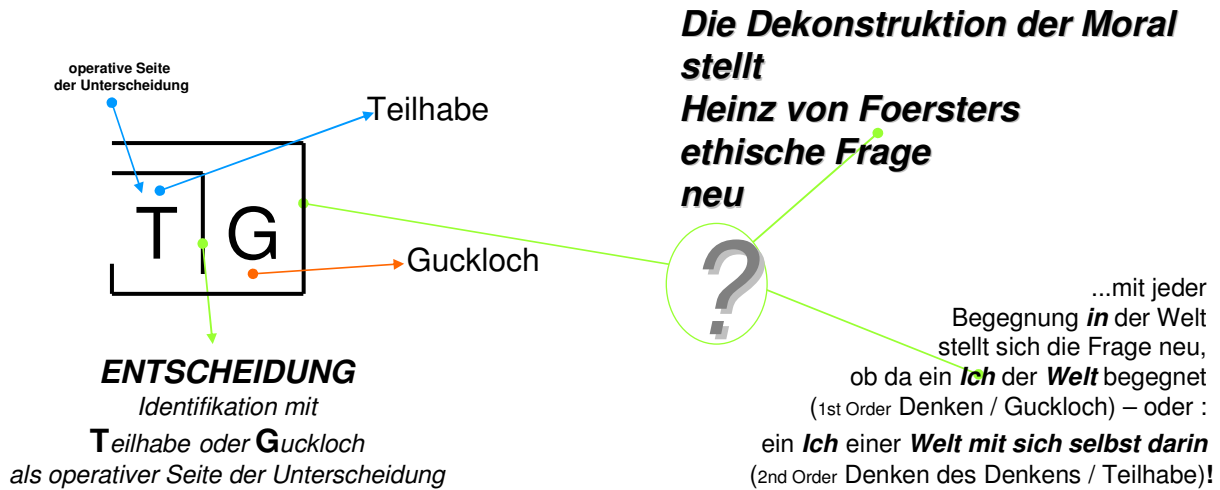 Die Dekonstruktion der Moral
stellt
Heinz von Foersters
ethische Frage
neu
operative Seite
der Unterscheidung
Teilhabe
T G
Guckloch
?
ENTSCHEIDUNG
Identifikation mit
Teilhabe oder Guckloch
als operativer Seite der Unterscheidung
...mit jeder
Begegnung in der Welt
stellt sich die Frage neu,
ob da ein Ich der Welt begegnet
(1st Order Denken / Guckloch) – oder :
ein Ich einer Welt mit sich selbst darin
(2nd Order Denken des Denkens / Teilhabe)!